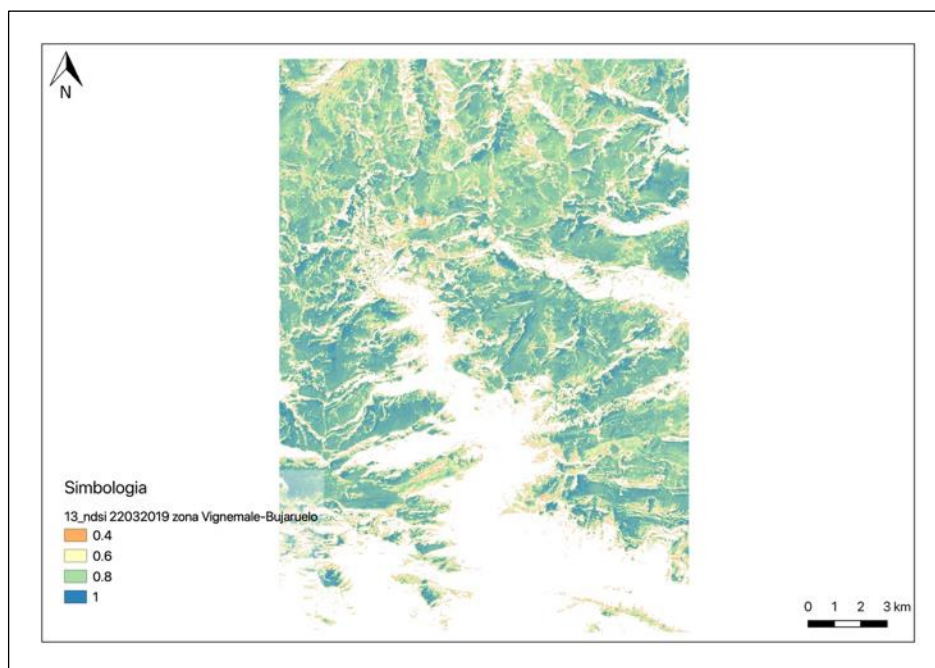 N
Simbologia
13_ndsi 22032019 zona Vignemale-Bujaruelo
0.4
0.6
0.8
1
0 1 2 3 km